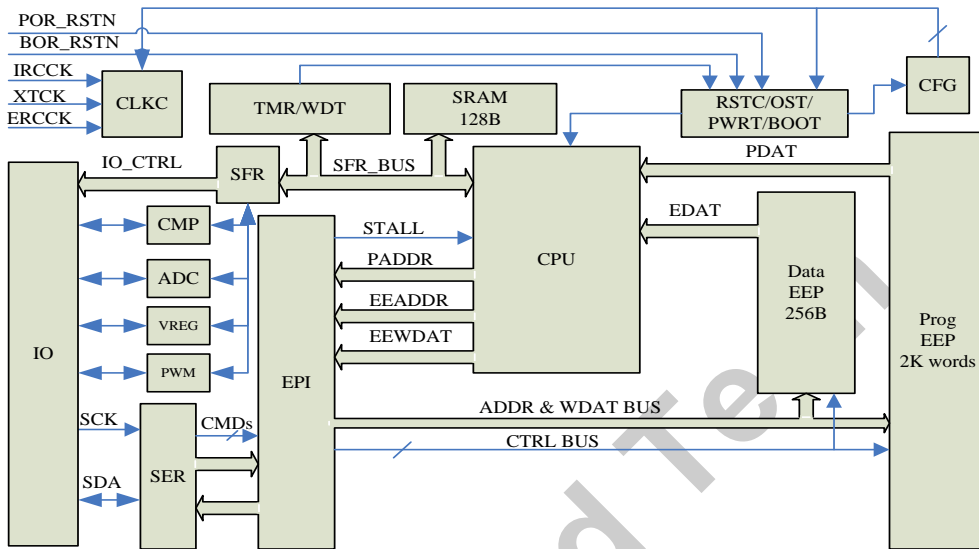 POR_RSTN
BOR_RSTN
IRCCK
XTCK
ERCCK
CLKC
TMR/WDT
SRAM
128B
RSTC/OST/
PWRT/BOOT
CFG
IO_CTRL
SFR
SFR_BUS
PDAT
CMP
STALL
EDAT
ADC
PADDR
CPU
Data
EEP
256B
VREG
EEADDR
Prog
EEP
2K words
IO
PWM
EEWDAT
EPI
SCK
CMDs
ADDR & WDAT BUS
CTRL BUS
SER
SDA